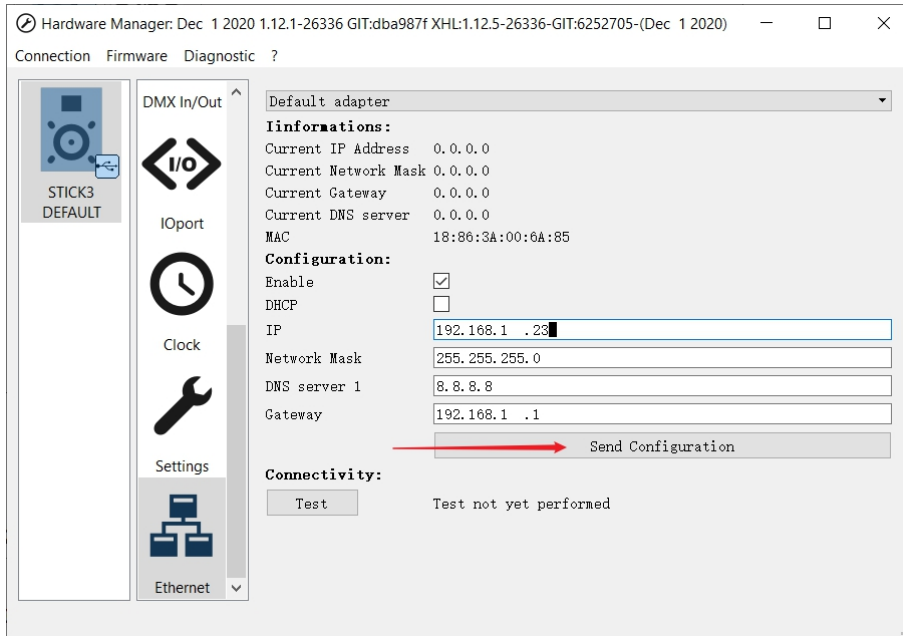 Hardware Manager: Dec 1 2020 1.12.1-26336 GIT:dba987f XHL:1.12.5-26336-GIT:6252705-(Dec 1 2020)
Connection Firmware Diagnostic ?
STICK3
DEFAULT
DMX In/Out
I/O
IOport
Clock
Settings
Ethernet
Default adapter
Iinformations:
Current IP Address 0.0.0.0
Current Network Mask 0.0.0.0
Current Gateway 0.0.0.0
Current DNS server 0.0.0.0
MAC 18:86:3A:00:6A:85
Configuration:
Enable
DHCP
IP 192.168.1 .23
Network Mask 255.255.255.0
DNS server 1 8.8.8.8
Gateway 192.168.1 .1
Send Configuration
Connectivity:
Test Test not yet performed